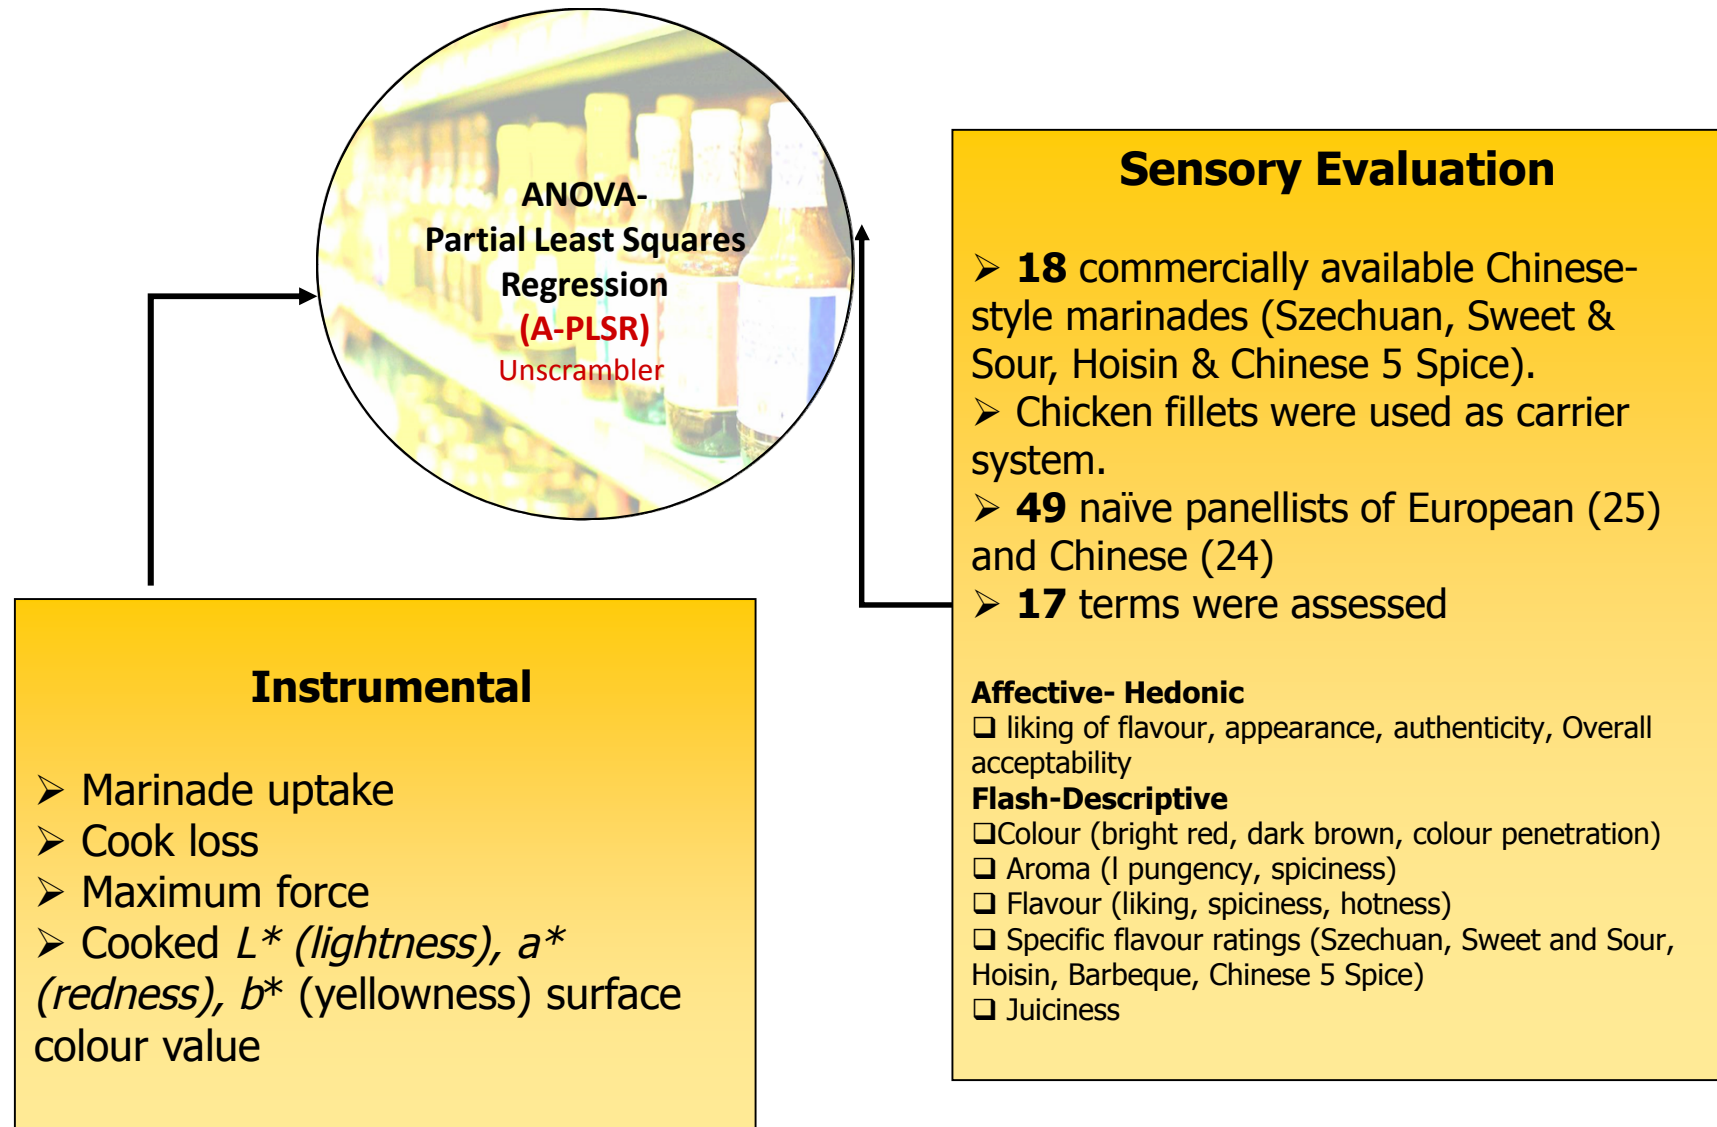 ANOVA-
Partial Least Squares
Regression
(A-PLSR)
Unscrambler
Sensory Evaluation
➢ 18 commercially available Chinese-
style marinades (Szechuan, Sweet &
Sour, Hoisin & Chinese 5 Spice).
➢ Chicken fillets were used as carrier
system.
➢ 49 naïve panellists of European (25)
and Chinese (24)
➢ 17 terms were assessed
Affective- Hedonic
❑ liking of flavour, appearance, authenticity, Overall
acceptability
Flash-Descriptive
❑Colour (bright red, dark brown, colour penetration)
❑ Aroma (l pungency, spiciness)
❑ Flavour (liking, spiciness, hotness)
❑ Specific flavour ratings (Szechuan, Sweet and Sour,
Hoisin, Barbeque, Chinese 5 Spice)
❑ Juiciness
Instrumental
➢ Marinade uptake
➢ Cook loss
➢ Maximum force
➢ Cooked L* (lightness), a*
(redness), b* (yellowness) surface
colour value